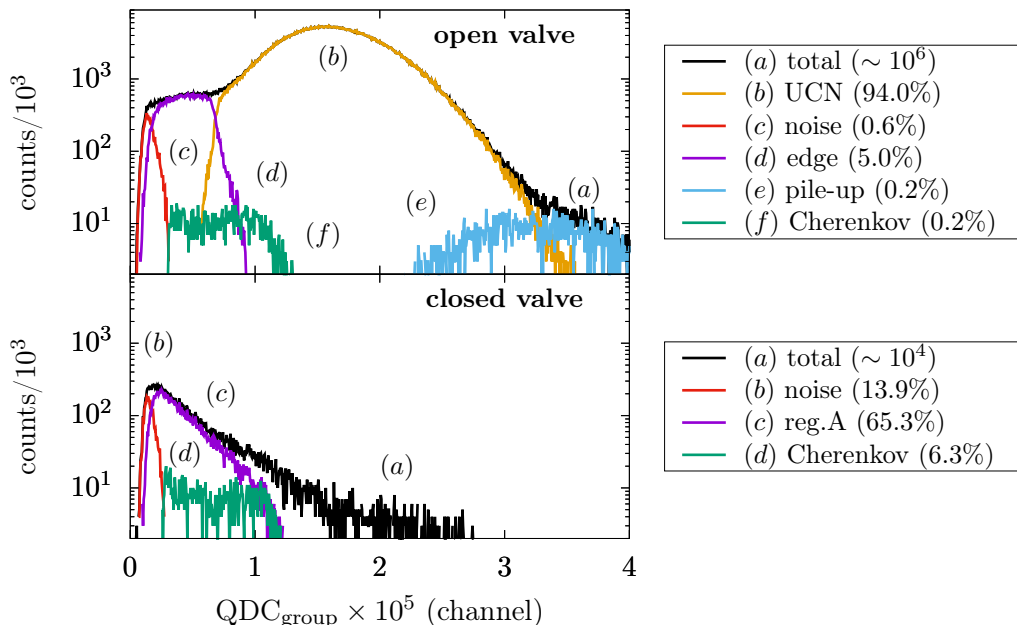 open valve
10³
10²
10¹
counts/10³
(b)
(c)
(d)
(e)
(a)
(f)
(a) total (∼ 10⁶)
(b) UCN (94.0%)
(c) noise (0.6%)
(d) edge (5.0%)
(e) pile-up (0.2%)
(f) Cherenkov (0.2%)
closed valve
10³
10²
10¹
counts/10³
(b)
(c)
(d)
(a)
0
1
2
3
4
QDC_group × 10⁵ (channel)
(a) total (∼ 10⁴)
(b) noise (13.9%)
(c) reg.A (65.3%)
(d) Cherenkov (6.3%)